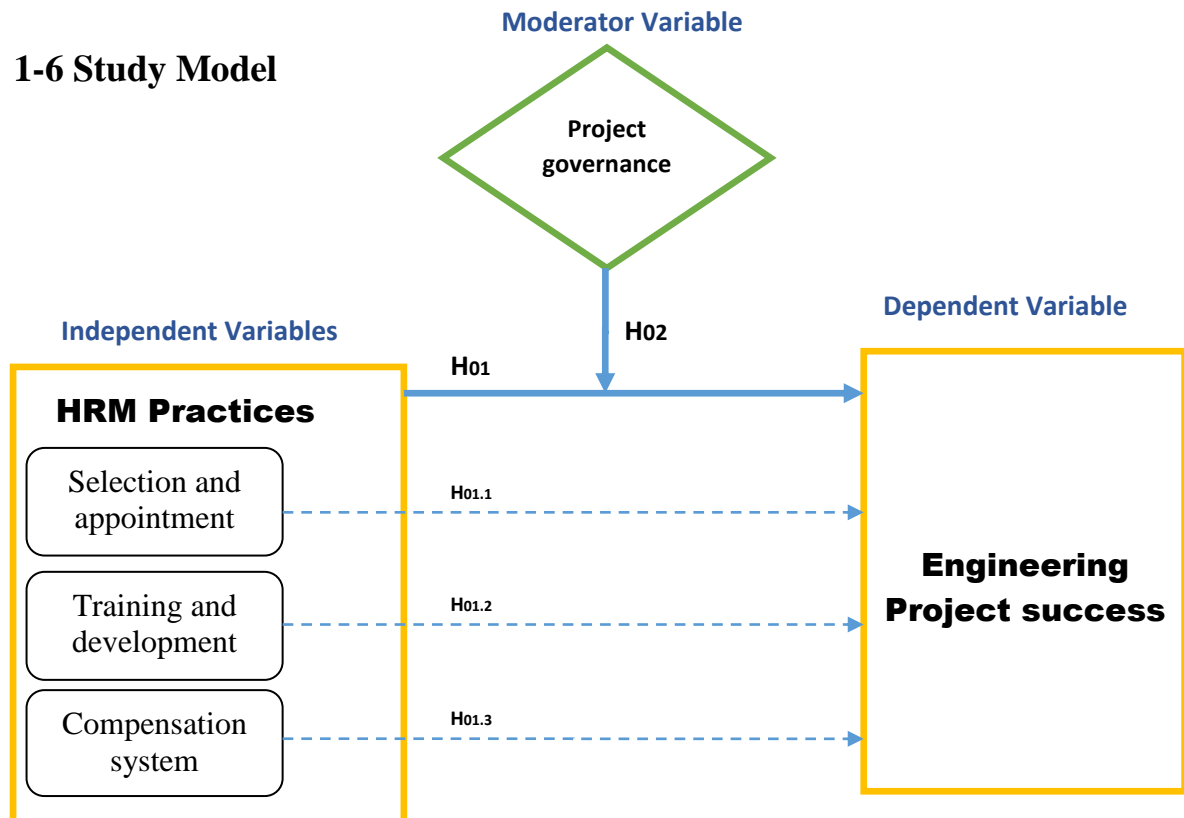 Moderator Variable
1-6 Study Model
Project
governance
Dependent Variable
Independent Variables
H02
H01
HRM Practices
Selection and
appointment
H01.1
Engineering
Project success
Training and
development
H01.2
Compensation
system
H01.3